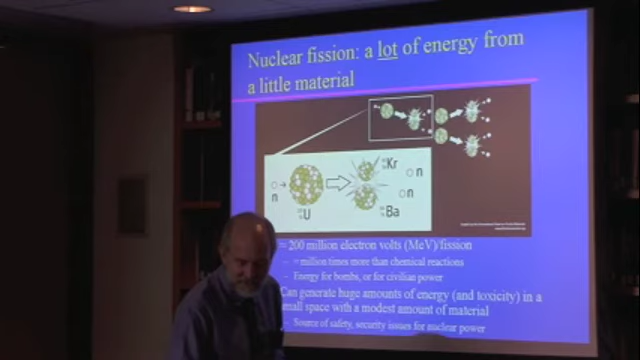 Nuclear fission: a lot of energy from
a little material
n
U
Kr
Ba
n
n
= 200 million electron volts (MeV)/fission
– = million times more than chemical reactions
– Energy for bombs, or for civilian power
Can generate huge amounts of energy (and toxicity) in a
small space with a modest amount of material
– Source of safety, security issues for nuclear power